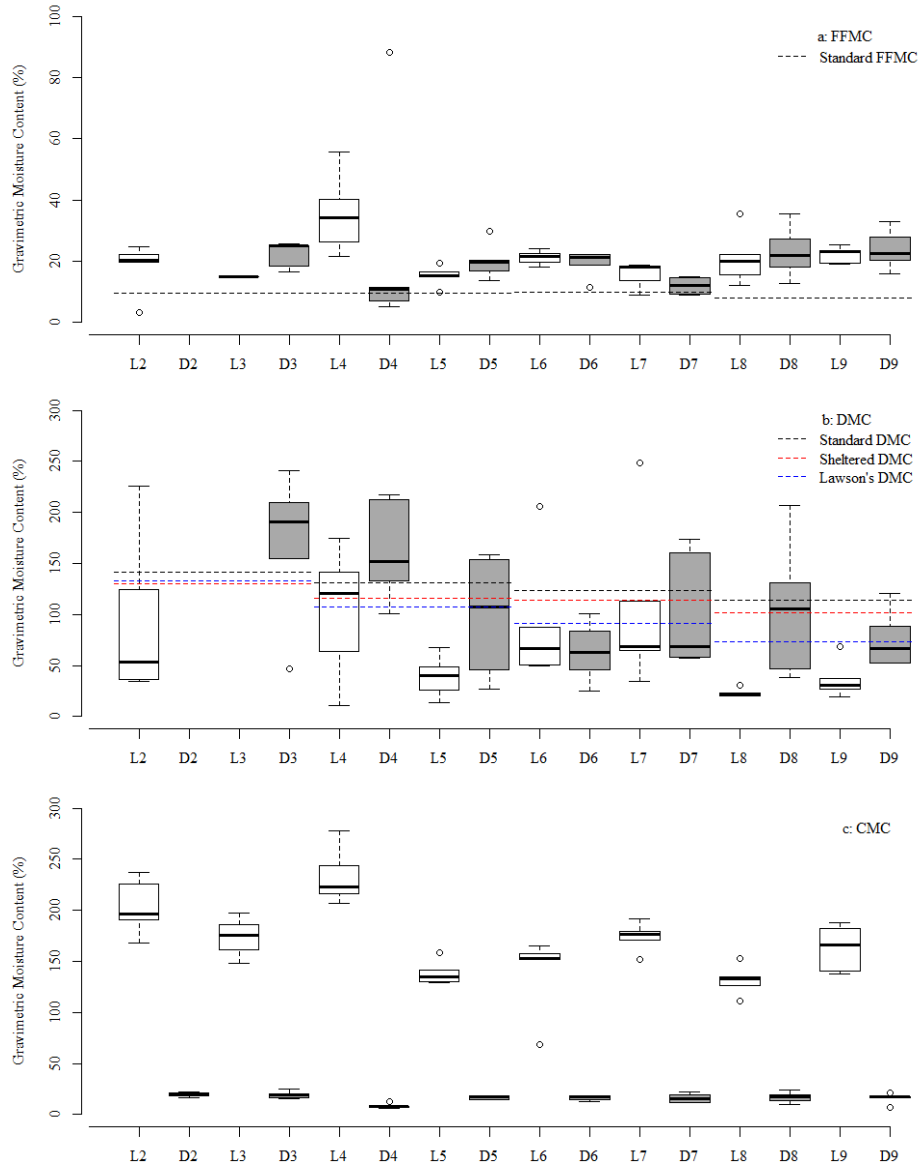 a: FFMC
Standard FFMC
Gravimetric Moisture Content (%)
100
80
60
40
20
0
L2 D2 L3 D3 L4 D4 L5 D5 L6 D6 L7 D7 L8 D8 L9 D9
b: DMC
Standard DMC
Sheltered DMC
Lawson's DMC
Gravimetric Moisture Content (%)
300
250
200
150
100
50
0
L2 D2 L3 D3 L4 D4 L5 D5 L6 D6 L7 D7 L8 D8 L9 D9
c: CMC
Gravimetric Moisture Content (%)
300
250
200
150
100
50
0
L2 D2 L3 D3 L4 D4 L5 D5 L6 D6 L7 D7 L8 D8 L9 D9